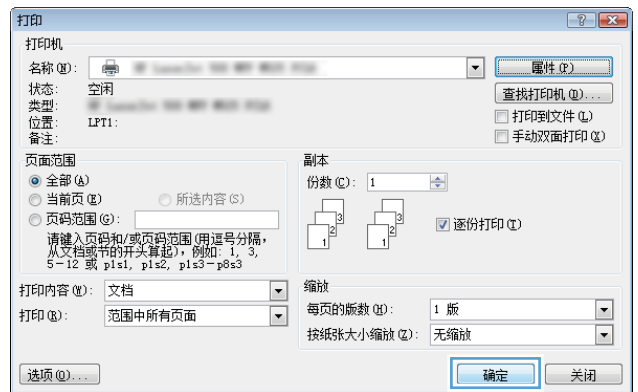 打印
打印机
名称(N):
属性(P)
状态: 空闲
查找打印机(D)...
类型:
位置: LPT1:
打印到文件(L)
备注:
手动双面打印(X)
页面范围
全部(A)
当前页(E) 所选内容(S)
页码范围(G):
请键入页码和/或页码范围(用逗号分隔,
从文档或节的开头算起),例如: 1, 3,
5-12 或 p1s1, p1s2, p1s3-p8s3
副本
份数(C): 1
3 3
2 2
1 1
逐份打印(T)
打印内容(W): 文档
打印(R): 范围中所有页面
缩放
每页的版数(H): 1 版
按纸张大小缩放(Z): 无缩放
选项(O)...
确定
关闭